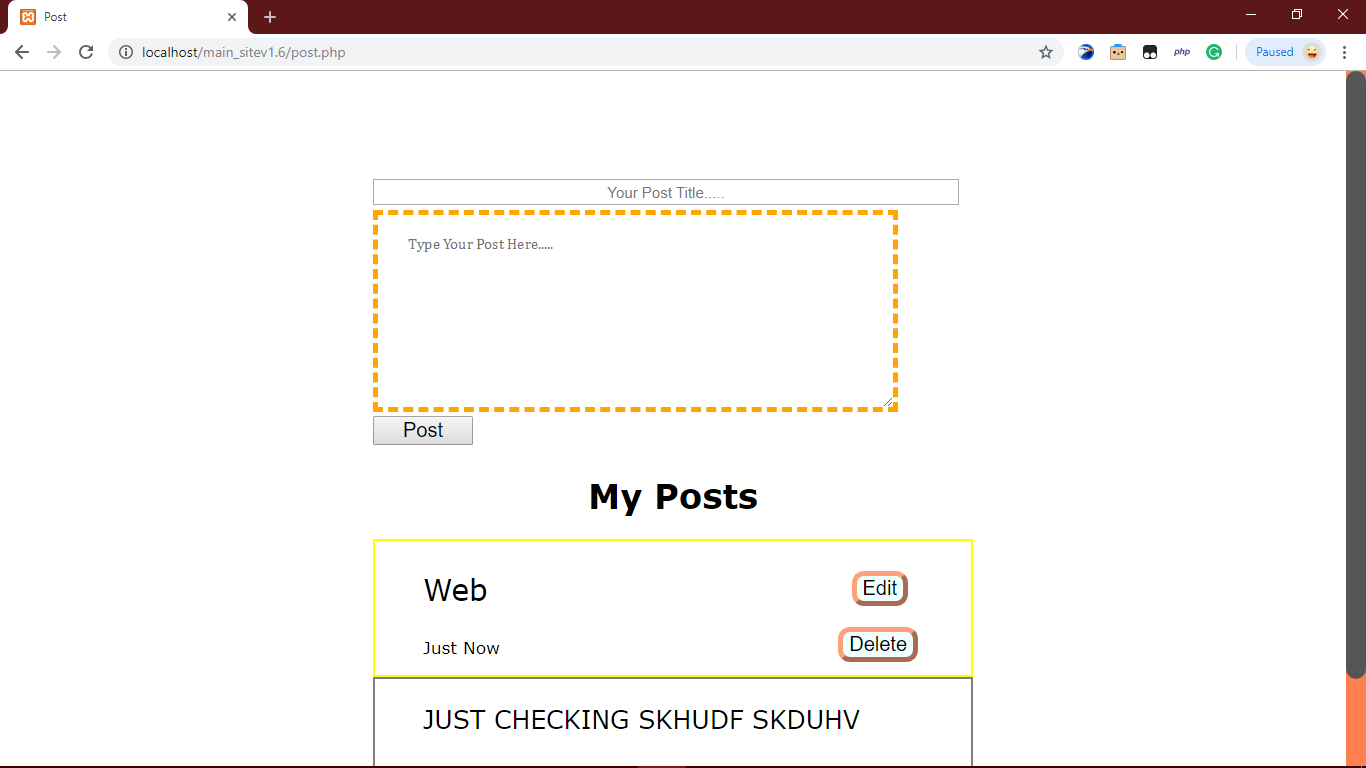 Post
localhost/main_sitev1.6/post.php
php
Paused
Your Post Title.....
Type Your Post Here.....
Post
My Posts
Web
Edit
Just Now
Delete
JUST CHECKING SKHUDF SKDUHV